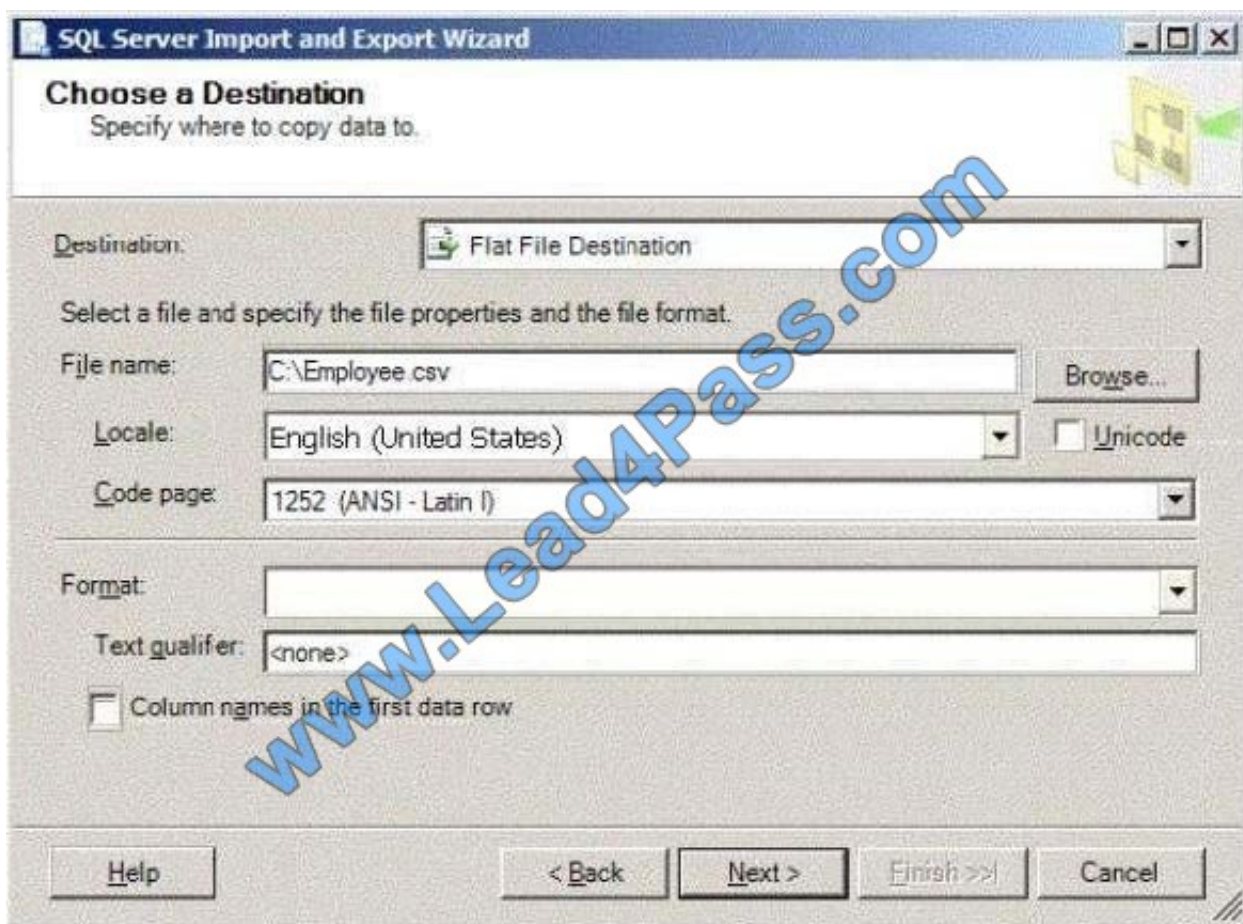 SQL Server Import and Export Wizard
Choose a Destination
Specify where to copy data to.
Destination: Flat File Destination
Select a file and specify the file properties and the file format.
File name: C:\Employee.csv Browse...
Locale: English (United States) Unicode
Code page: 1252 (ANSI - Latin I)
Format:
Text qualifer: <none>
Column names in the first data row
www.Lead4Pass.com
Help < Back Next > Finish >>| Cancel